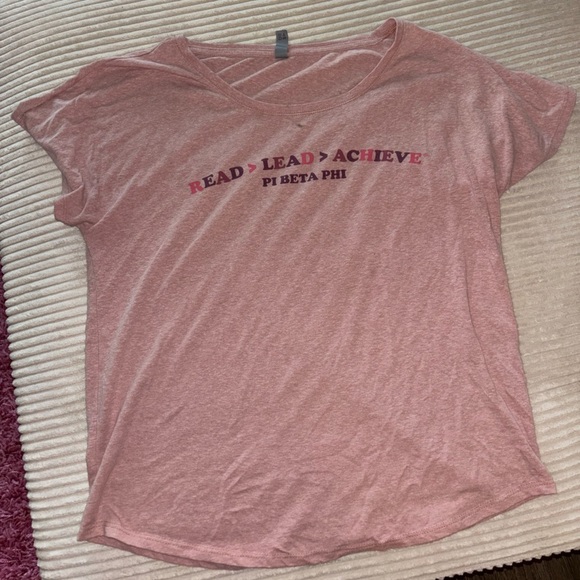 READ > LEAD > ACHIEVE
PI BETA PHI